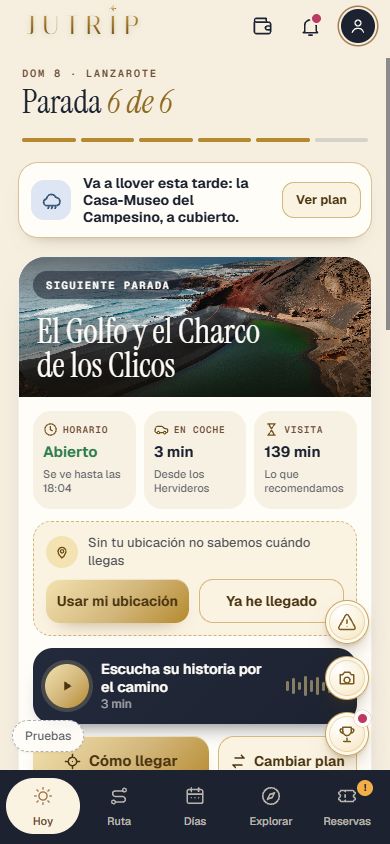 JUTRIP
DOM 8 · LANZAROTE
Parada 6 de 6
Va a llover esta tarde: la
Casa-Museo del
Campesino, a cubierto.
Ver plan
SIGUIENTE PARADA
El Golfo y el Charco
de los Clicos
HORARIO
Abierto
Se ve hasta las
18:04
EN COCHE
3 min
Desde los
Hervideros
VISITA
139 min
Lo que
recomendamos
Sin tu ubicación no sabemos cuándo
llegas
Usar mi ubicación
Ya he llegado
Escucha su historia por
el camino
3 min
Pruebas
Cómo llegar
Cambiar plan
Hoy
Ruta
Días
Explorar
!
Reservas